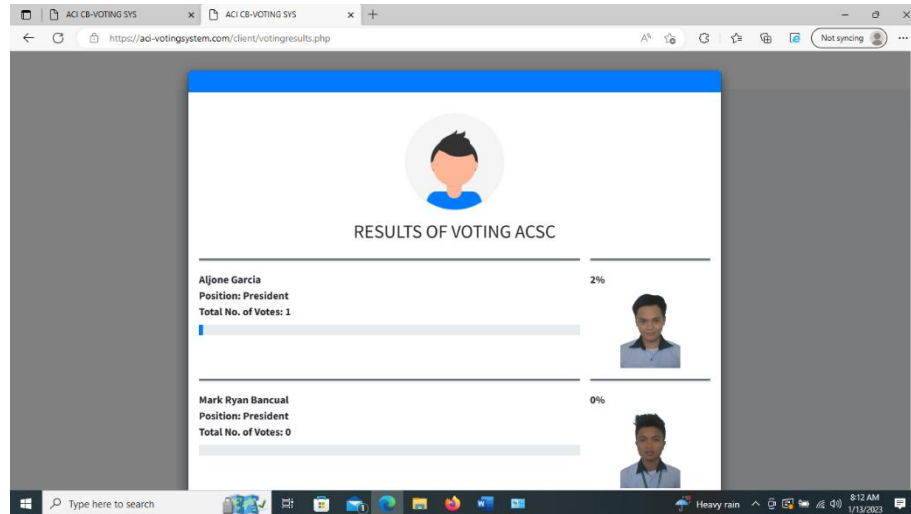 ACI CB-VOTING SYS
ACI CB-VOTING SYS
https://aci-votingsystem.com/client/votingresults.php
Not syncing
RESULTS OF VOTING ACSC
Aljone Garcia
2%
Position: President
Total No. of Votes: 1
Mark Ryan Bancual
0%
Position: President
Total No. of Votes: 0
Type here to search
Heavy rain
8:12 AM
1/13/2023